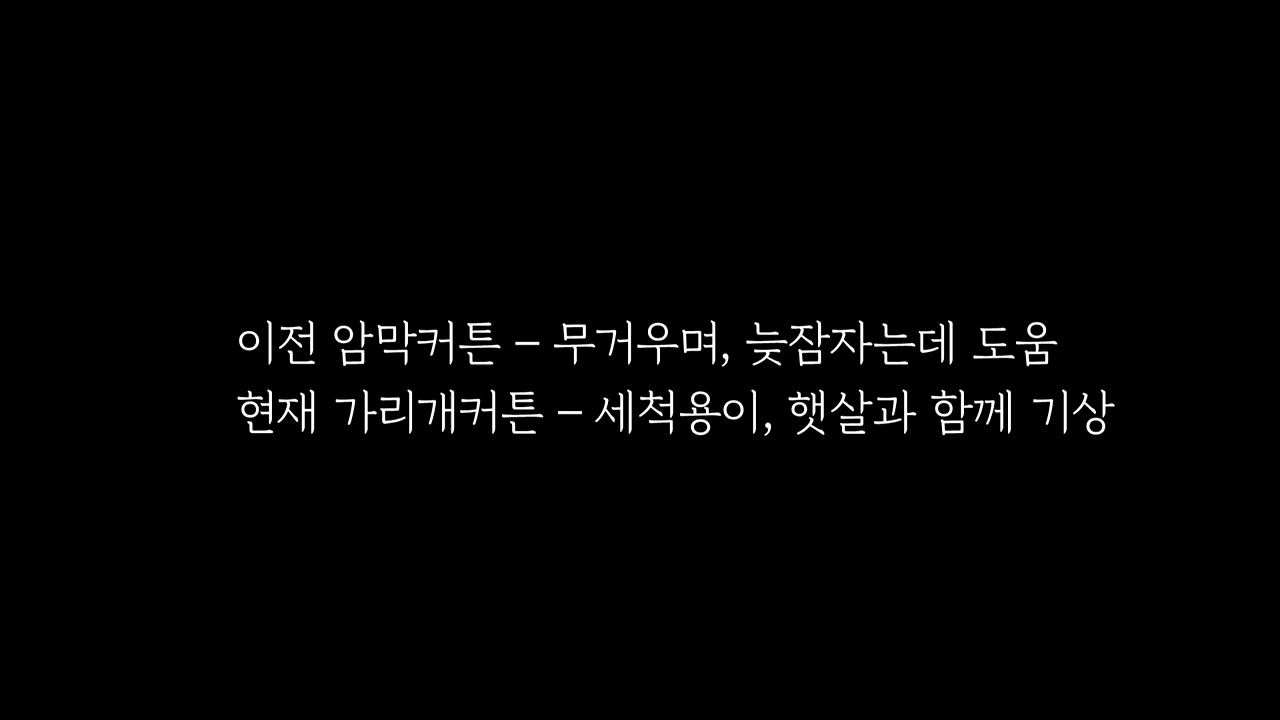 이전 암막커튼 – 무거우며, 늦잠자는데 도움
현재 가리개커튼 – 세척용이, 햇살과 함께 기상